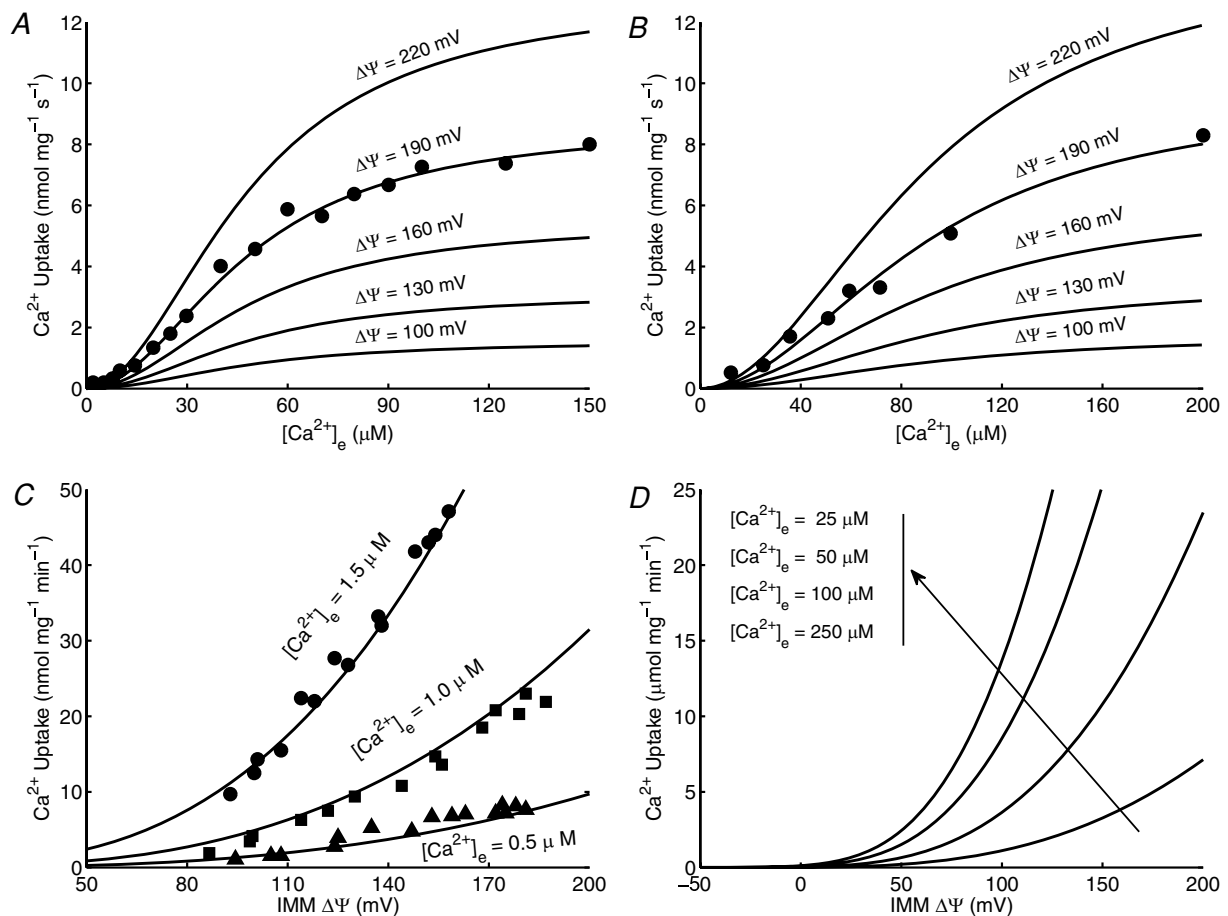 A
12
10
8
6
4
2
0
Ca2+ Uptake (nmol mg−1 s−1)
ΔΨ = 220 mV
ΔΨ = 190 mV
ΔΨ = 160 mV
ΔΨ = 130 mV
ΔΨ = 100 mV
0 30 60 90 120 150
[Ca2+]e (μM)
B
12
10
8
6
4
2
0
Ca2+ Uptake (nmol mg−1 s−1)
ΔΨ = 220 mV
ΔΨ = 190 mV
ΔΨ = 160 mV
ΔΨ = 130 mV
ΔΨ = 100 mV
0 40 80 120 160 200
[Ca2+]e (μM)
C
50
40
30
20
10
0
Ca2+ Uptake (nmol mg−1 min−1)
[Ca2+]e = 1.5 μ M
[Ca2+]e = 1.0 μ M
[Ca2+]e = 0.5 μ M
50 80 110 140 170 200
IMM ΔΨ (mV)
D
25
20
15
10
5
0
Ca2+ Uptake (μmol mg−1 min−1)
[Ca2+]e = 25 μM
[Ca2+]e = 50 μM
[Ca2+]e = 100 μM
[Ca2+]e = 250 μM
−50 0 50 100 150 200
IMM ΔΨ (mV)